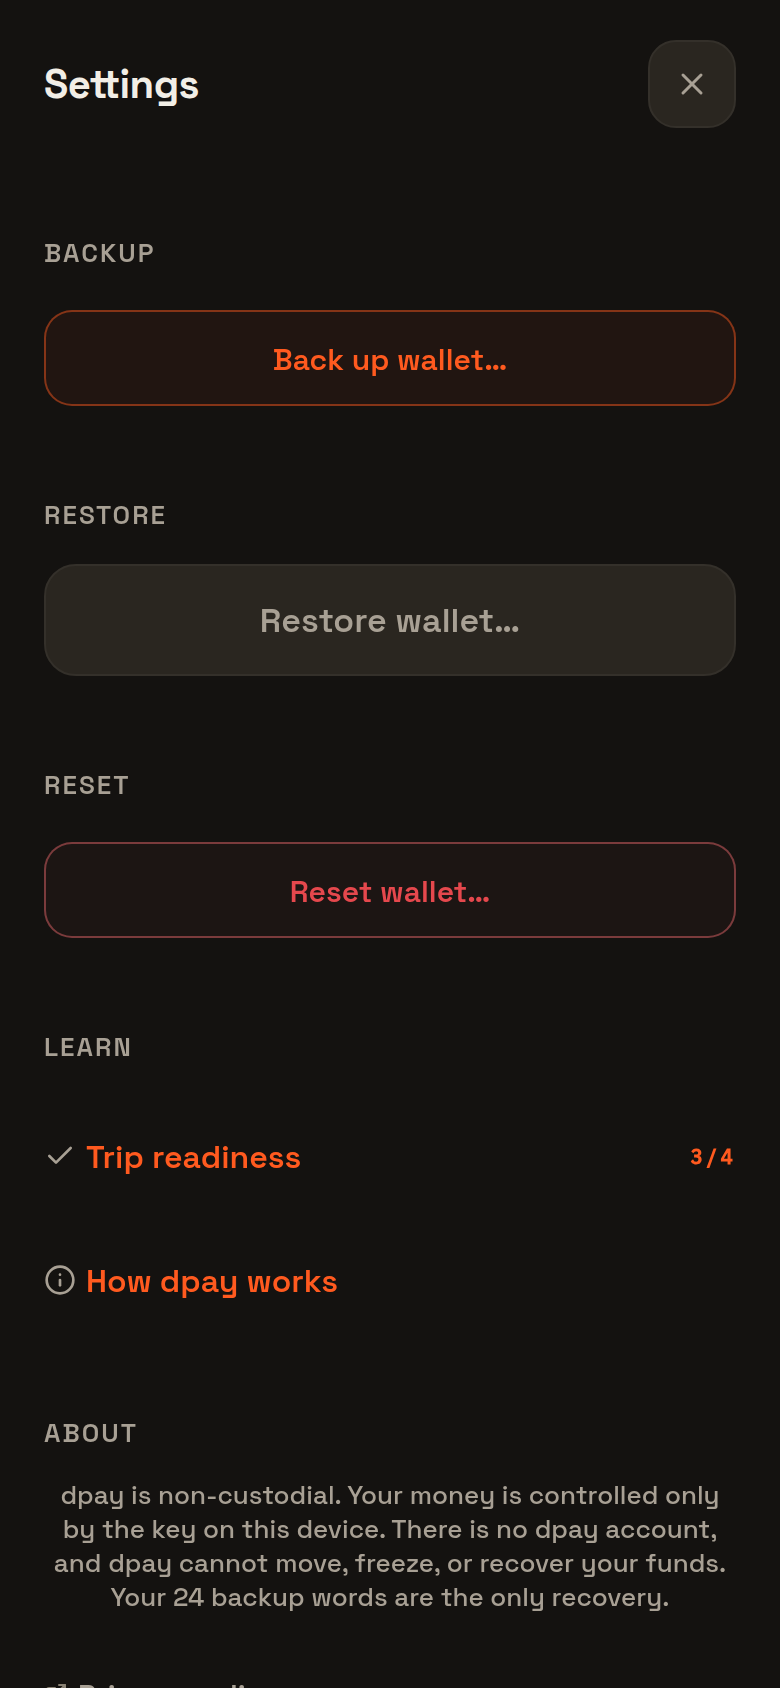 Settings
BACKUP
Back up wallet...
RESTORE
Restore wallet...
RESET
Reset wallet...
LEARN
Trip readiness 3/4
How dpay works
ABOUT
dpay is non-custodial. Your money is controlled only
by the key on this device. There is no dpay account,
and dpay cannot move, freeze, or recover your funds.
Your 24 backup words are the only recovery.